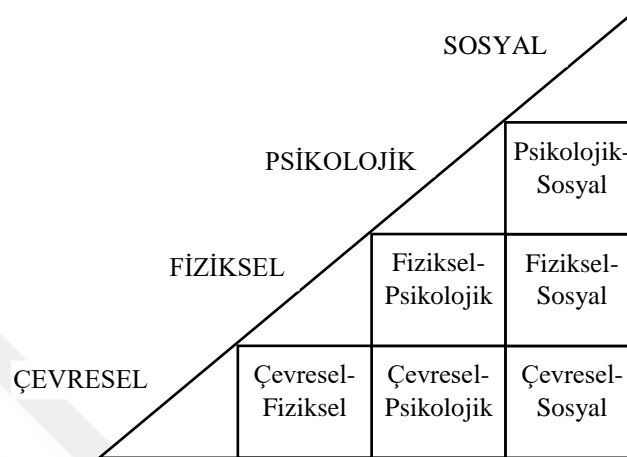 SOSYAL
PSİKOLOJİK
Psikolojik-
Sosyal
FİZİKSEL
Fiziksel-
Psikolojik
Fiziksel-
Sosyal
ÇEVRESEL
Çevresel-
Fiziksel
Çevresel-
Psikolojik
Çevresel-
Sosyal